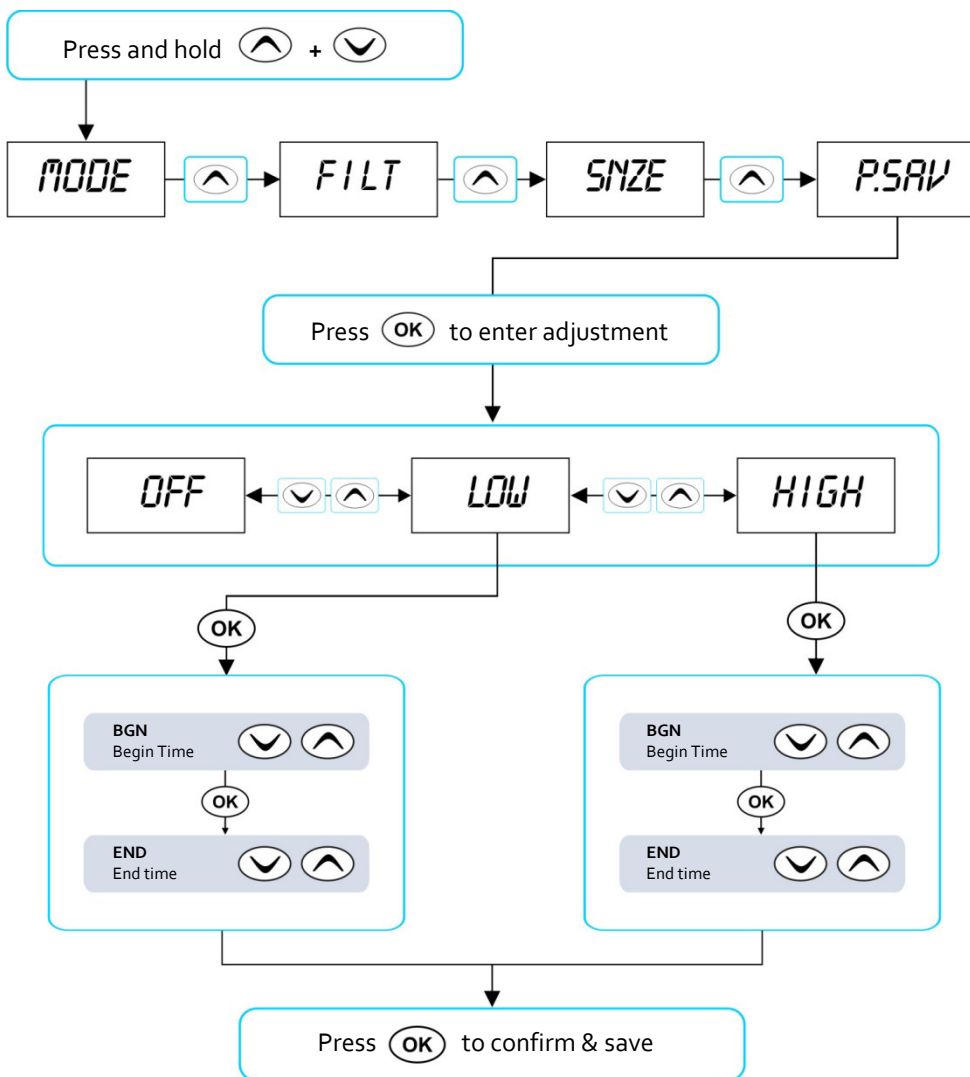 Press and hold +
MODE FILT SNZE P.SAV
Press OK to enter adjustment
OFF LOW HIGH
OK OK
BGN
Begin Time
OK
END
End time
BGN
Begin Time
OK
END
End time
Press OK to confirm & save